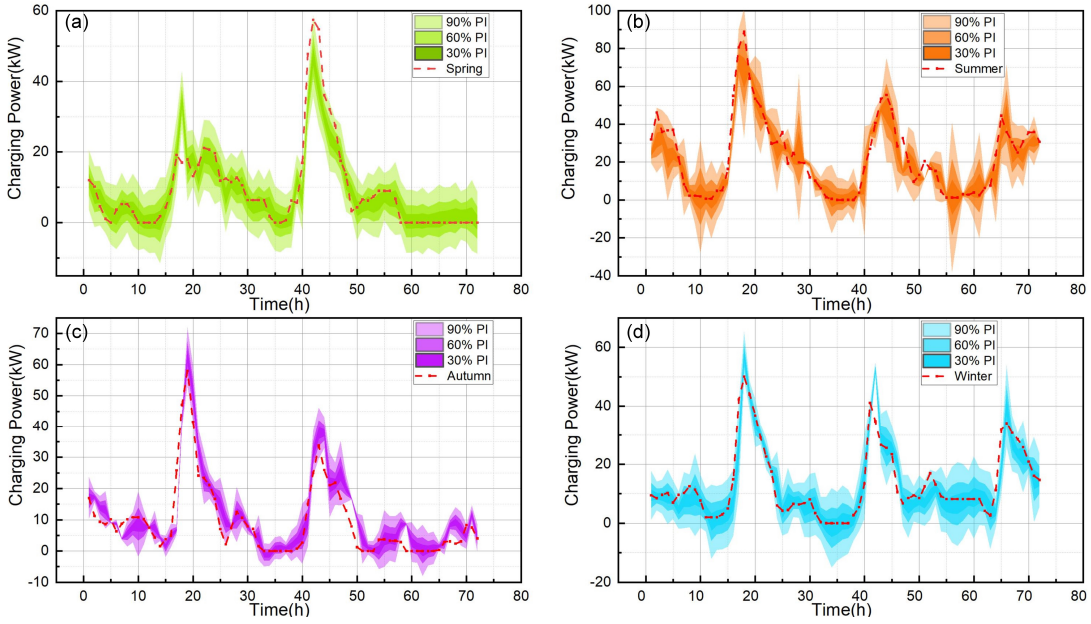 (a)
90% PI
60% PI
30% PI
Spring
Charging Power(kW)
60
40
20
0
0 10 20 30 40 50 60 70 80
Time(h)
(b)
90% PI
60% PI
30% PI
Summer
Charging Power(kW)
100
80
60
40
20
0
-20
-40
0 10 20 30 40 50 60 70 80
Time(h)
(c)
90% PI
60% PI
30% PI
Autumn
Charging Power(kW)
70
60
50
40
30
20
10
0
-10
0 10 20 30 40 50 60 70 80
Time(h)
(d)
90% PI
60% PI
30% PI
Winter
Charging Power(kW)
60
40
20
0
-20
0 10 20 30 40 50 60 70 80
Time(h)